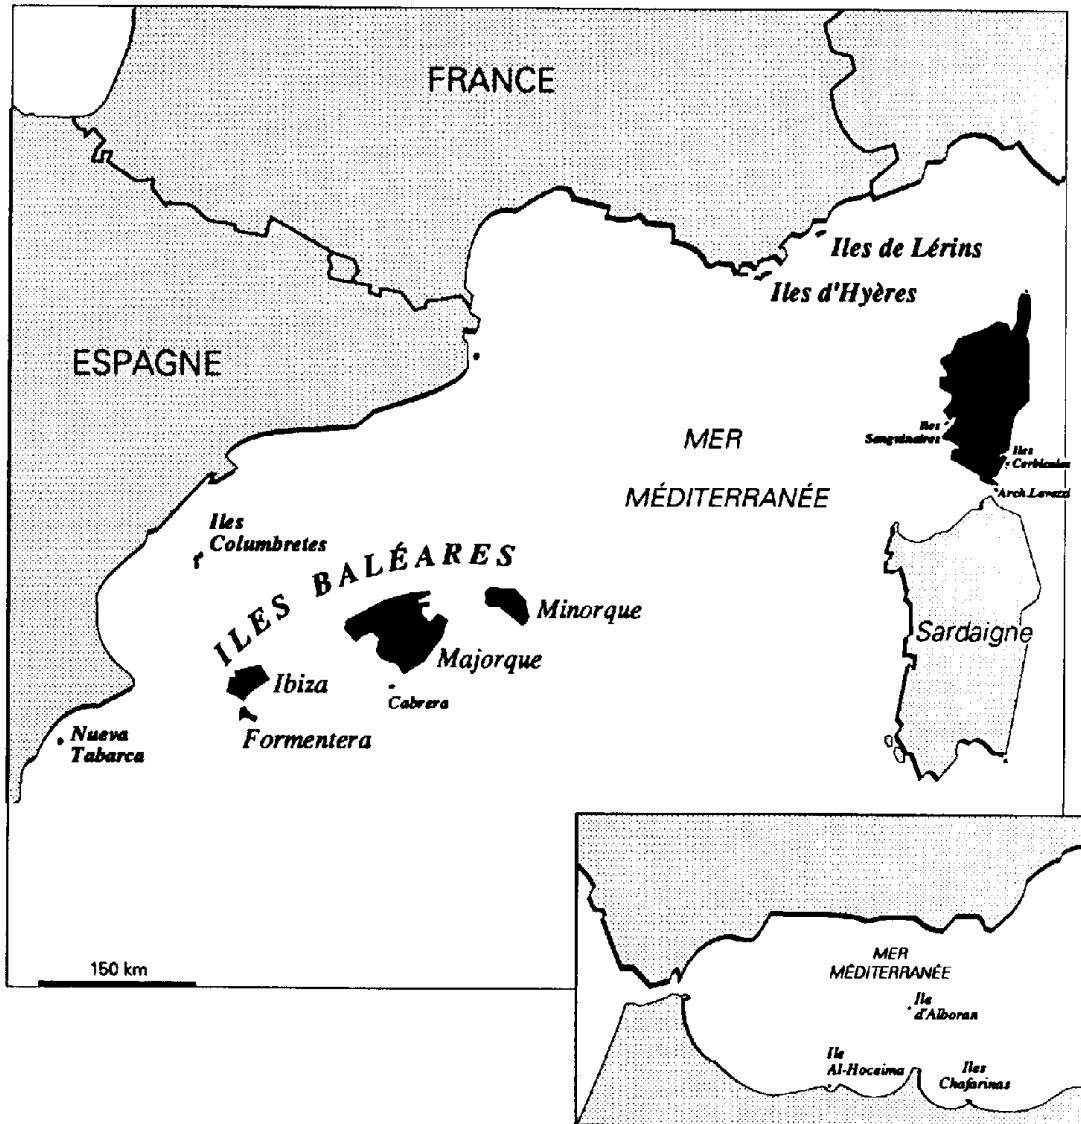 FRANCE
Iles de Lérins
Iles d'Hyères
ESPAGNE
MER
MÉDITERRANÉE
Iles
Sanguinaires
Iles
Cerbicales
Arch.Lavezzi
Iles
Columbretes
ILES BALÉARES
Minorque
Majorque
Sardaigne
Ibiza
Cabrera
Formentera
Nueva
Tabarca
150 km
MER
MÉDITERRANÉE
Ile
d'Alboran
Ile
Al-Hoceima
Iles
Chafarinas